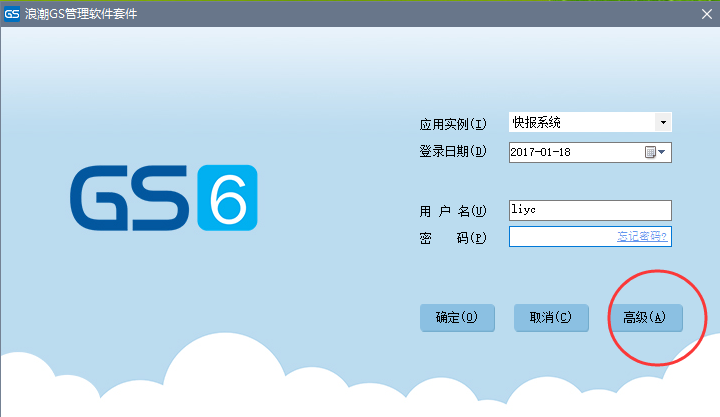 GS 浪潮GS管理软件套件
应用实例(I) 快报系统
登录日期(D) 2017-01-18
GS 6
用 户 名(U) liyc
密 码(P) 忘记密码?
确定(O) 取消(C) 高级(A)